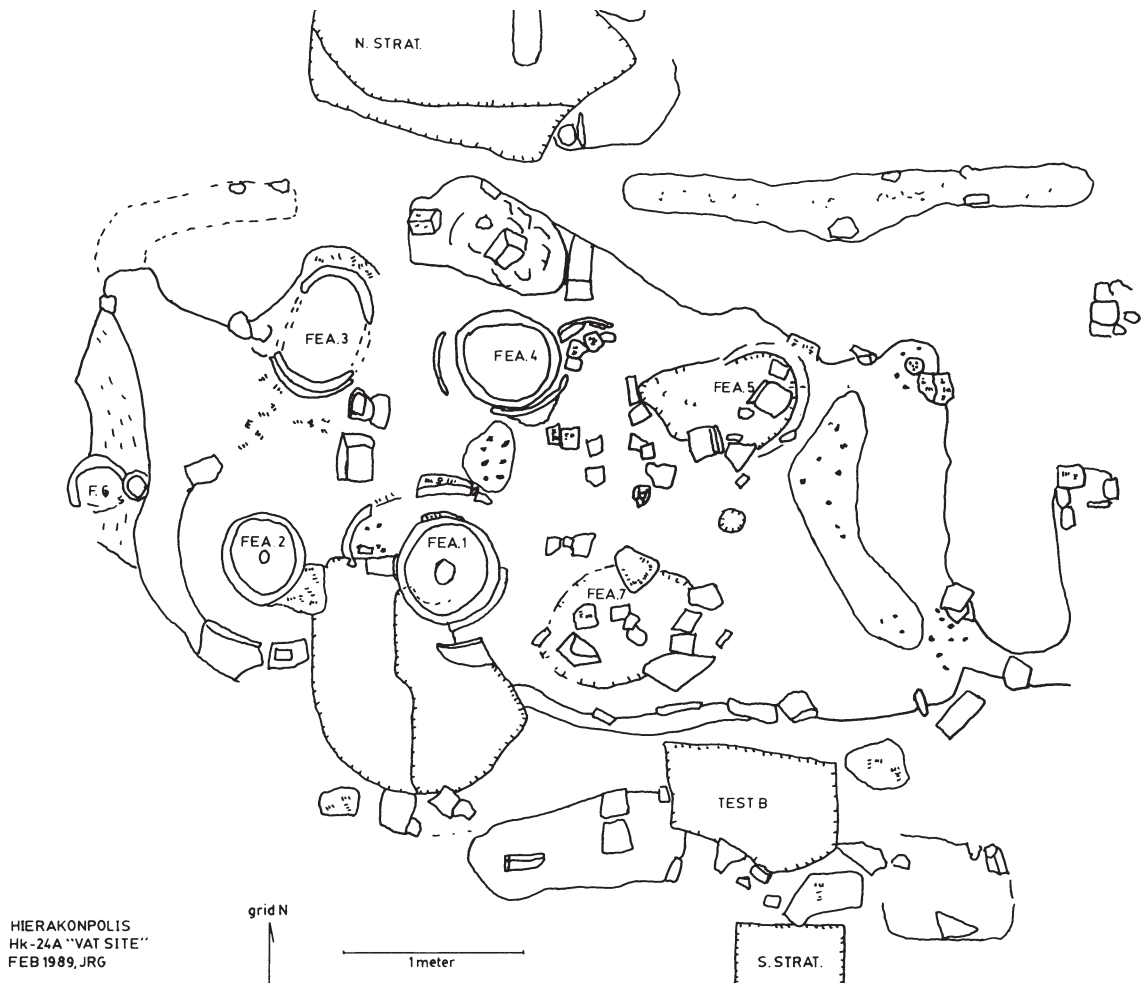 N. STRAT.
FEA.3
FEA.4
FEA.5
F.6
FEA.2
FEA.1
FEA.7
TEST B
S. STRAT.
grid N
1 meter
HIERAKONPOLIS
Hk-24A "VAT SITE"
FEB 1989, JRG